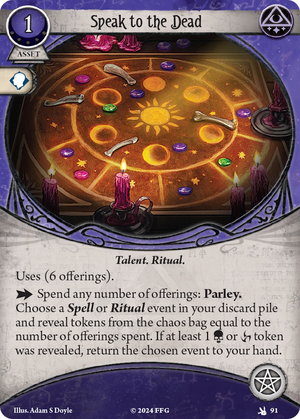 Speak to the Dead
1
ASSET
Talent. Ritual.
Uses (6 offerings).
Spend any number of offerings: Parley.
Choose a Spell or Ritual event in your discard pile
and reveal tokens from the chaos bag equal to the
number of offerings spent. If at least 1 or token
was revealed, return the chosen event to your hand.
Illus. Adam S Doyle
© 2024 FFG
91